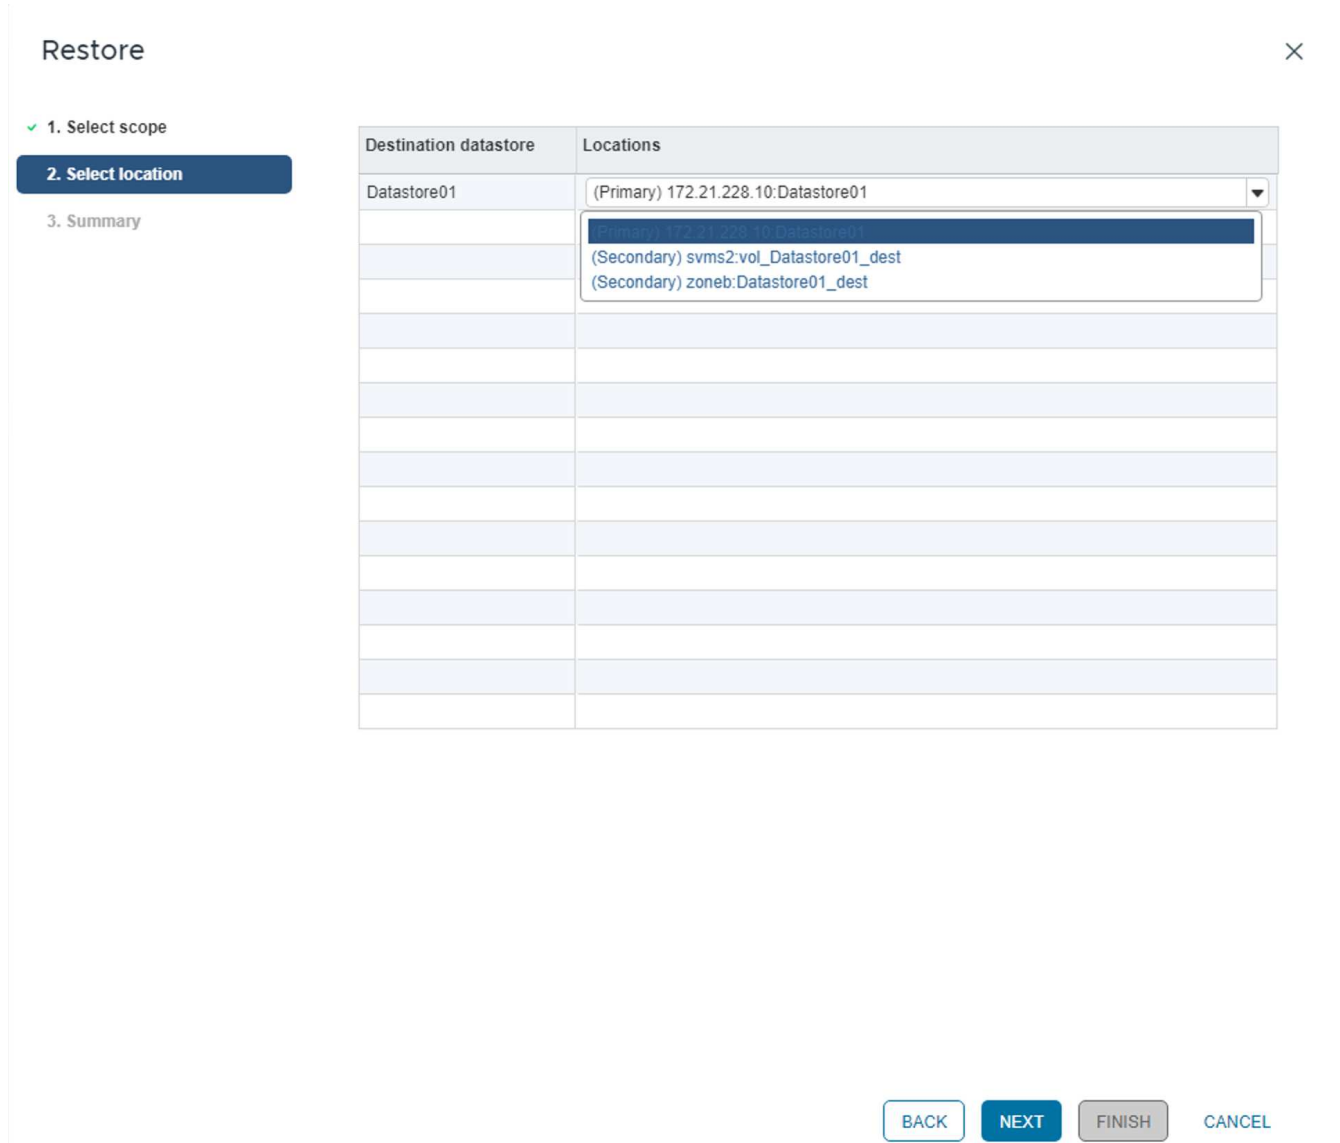 Restore
1. Select scope
2. Select location
3. Summary
Destination datastore Locations
Datastore01 (Primary) 172.21.228.10:Datastore01
(Primary) 172.21.228.10:Datastore01
(Secondary) svms2:vol_Datastore01_dest
(Secondary) zoneb:Datastore01_dest
BACK NEXT FINISH CANCEL